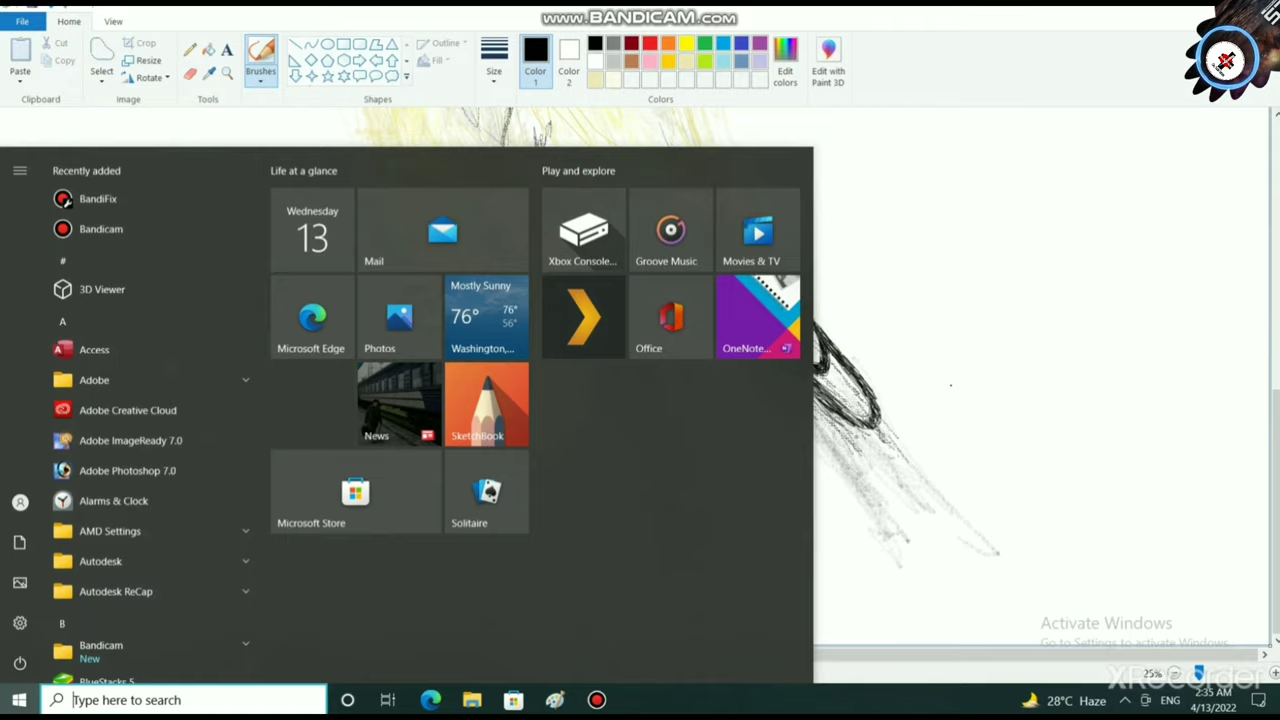 www.BANDICAM.com
File
Home
View
Paste
Cut
Copy
Clipboard
Select
Crop
Resize
Rotate
Image
Tools
Brushes
Shapes
Outline
Fill
Size
Color 1
Color 2
Colors
Edit colors
Edit with Paint 3D
Recently added
BandiFix
Bandicam
#
3D Viewer
A
Access
Adobe
Adobe Creative Cloud
Adobe ImageReady 7.0
Adobe Photoshop 7.0
Alarms & Clock
AMD Settings
Autodesk
Autodesk ReCap
B
Bandicam
New
BlueStacks 5
Life at a glance
Wednesday
13
Mail
Microsoft Edge
Photos
Mostly Sunny
76°
76°
56°
Washington,...
News
SketchBook
Microsoft Store
Solitaire
Play and explore
Xbox Console...
Groove Music
Movies & TV
Office
OneNote...
Activate Windows
Go to Settings to activate Windows.
25%
XRecorder
Type here to search
28°C Haze
ENG
2:35 AM
4/13/2022